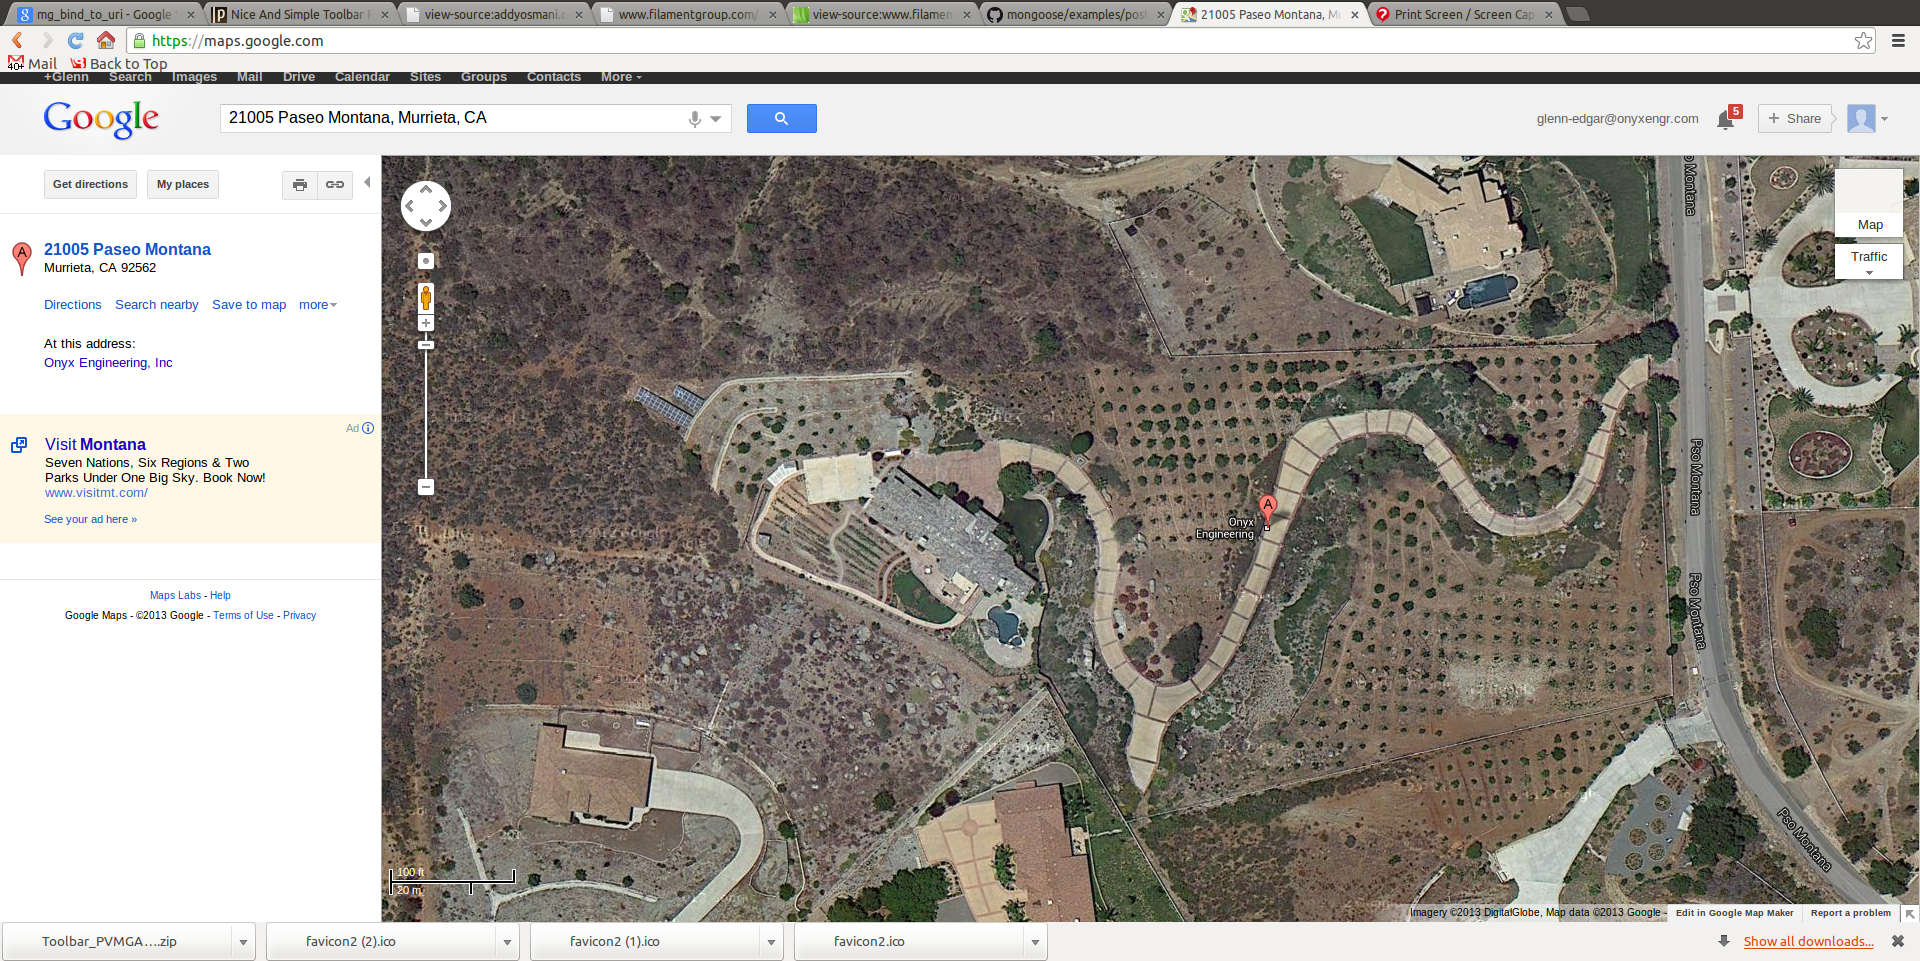 mg_bind_to_uri - Google
Nice And Simple Toolbar
view-source:addyosmani.c
www.filamentgroup.com/
view-source:www.filamen
mongoose/examples/post
21005 Paseo Montana, M
Print Screen / Screen Cap
https://maps.google.com
40+ Mail
Back to Top
+Glenn Search Images Mail Drive Calendar Sites Groups Contacts More
Google
21005 Paseo Montana, Murrieta, CA
glenn-edgar@onyxengr.com
5
+ Share
Get directions
My places
A
21005 Paseo Montana
Murrieta, CA 92562
Directions Search nearby Save to map more
At this address:
Onyx Engineering, Inc
Ad
Visit Montana
Seven Nations, Six Regions & Two
Parks Under One Big Sky. Book Now!
www.visitmt.com/
See your ad here »
Maps Labs - Help
Google Maps - ©2013 Google - Terms of Use - Privacy
Map
Traffic
A
Onyx
Engineering
Pso Montana
Pso Montana
Pso Montana
Pso Montana
100 ft
20 m
Imagery ©2013 DigitalGlobe, Map data ©2013 Google -
Edit in Google Map Maker
Report a problem
Toolbar_PVMGA....zip
favicon2 (2).ico
favicon2 (1).ico
favicon2.ico
Show all downloads...